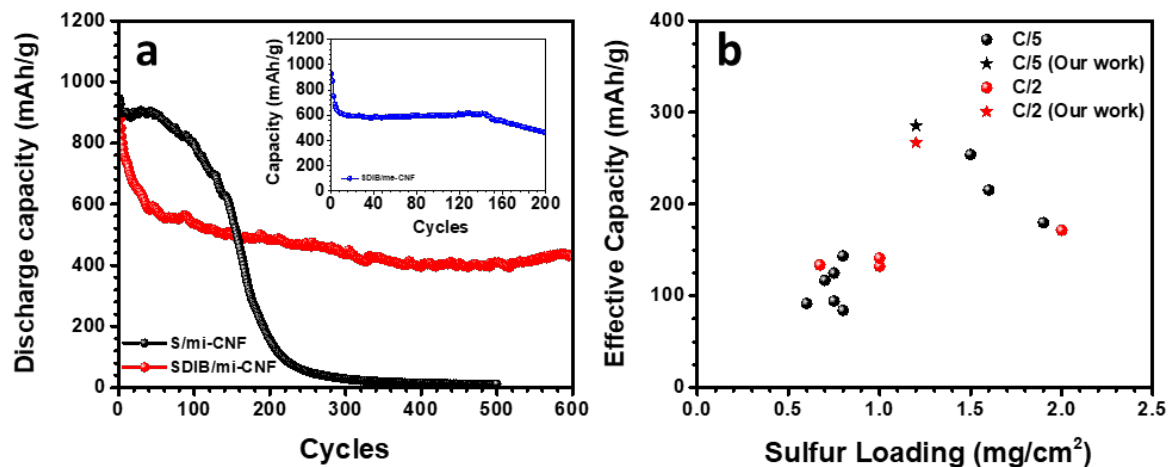 a
Discharge capacity (mAh/g)
1200
1000
800
600
400
200
0
0 100 200 300 400 500 600
Cycles
S/mi-CNF
SDIB/mi-CNF
Capacity (mAh/g)
1200
1000
800
600
400
200
0
0 40 80 120 160 200
Cycles
SDIB/me-CNF
b
Effective Capacity (mAh/g)
400
300
200
100
0
0.0 0.5 1.0 1.5 2.0 2.5
Sulfur Loading (mg/cm²)
C/5
C/5 (Our work)
C/2
C/2 (Our work)